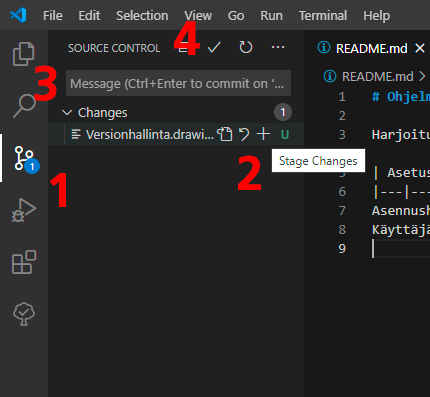 File Edit Selection View Go Run Terminal Help
SOURCE CONTROL
4
README.md
3
Message (Ctrl+Enter to commit on '...
README.md >
Changes
1
Versionhallinta.drawi... U
1
2
Stage Changes
1
1 # Ohjelm
2
3 Harjoitu
4
5 | Asetus
6 |---|---
7 Asennush
8 Käyttäjä
9